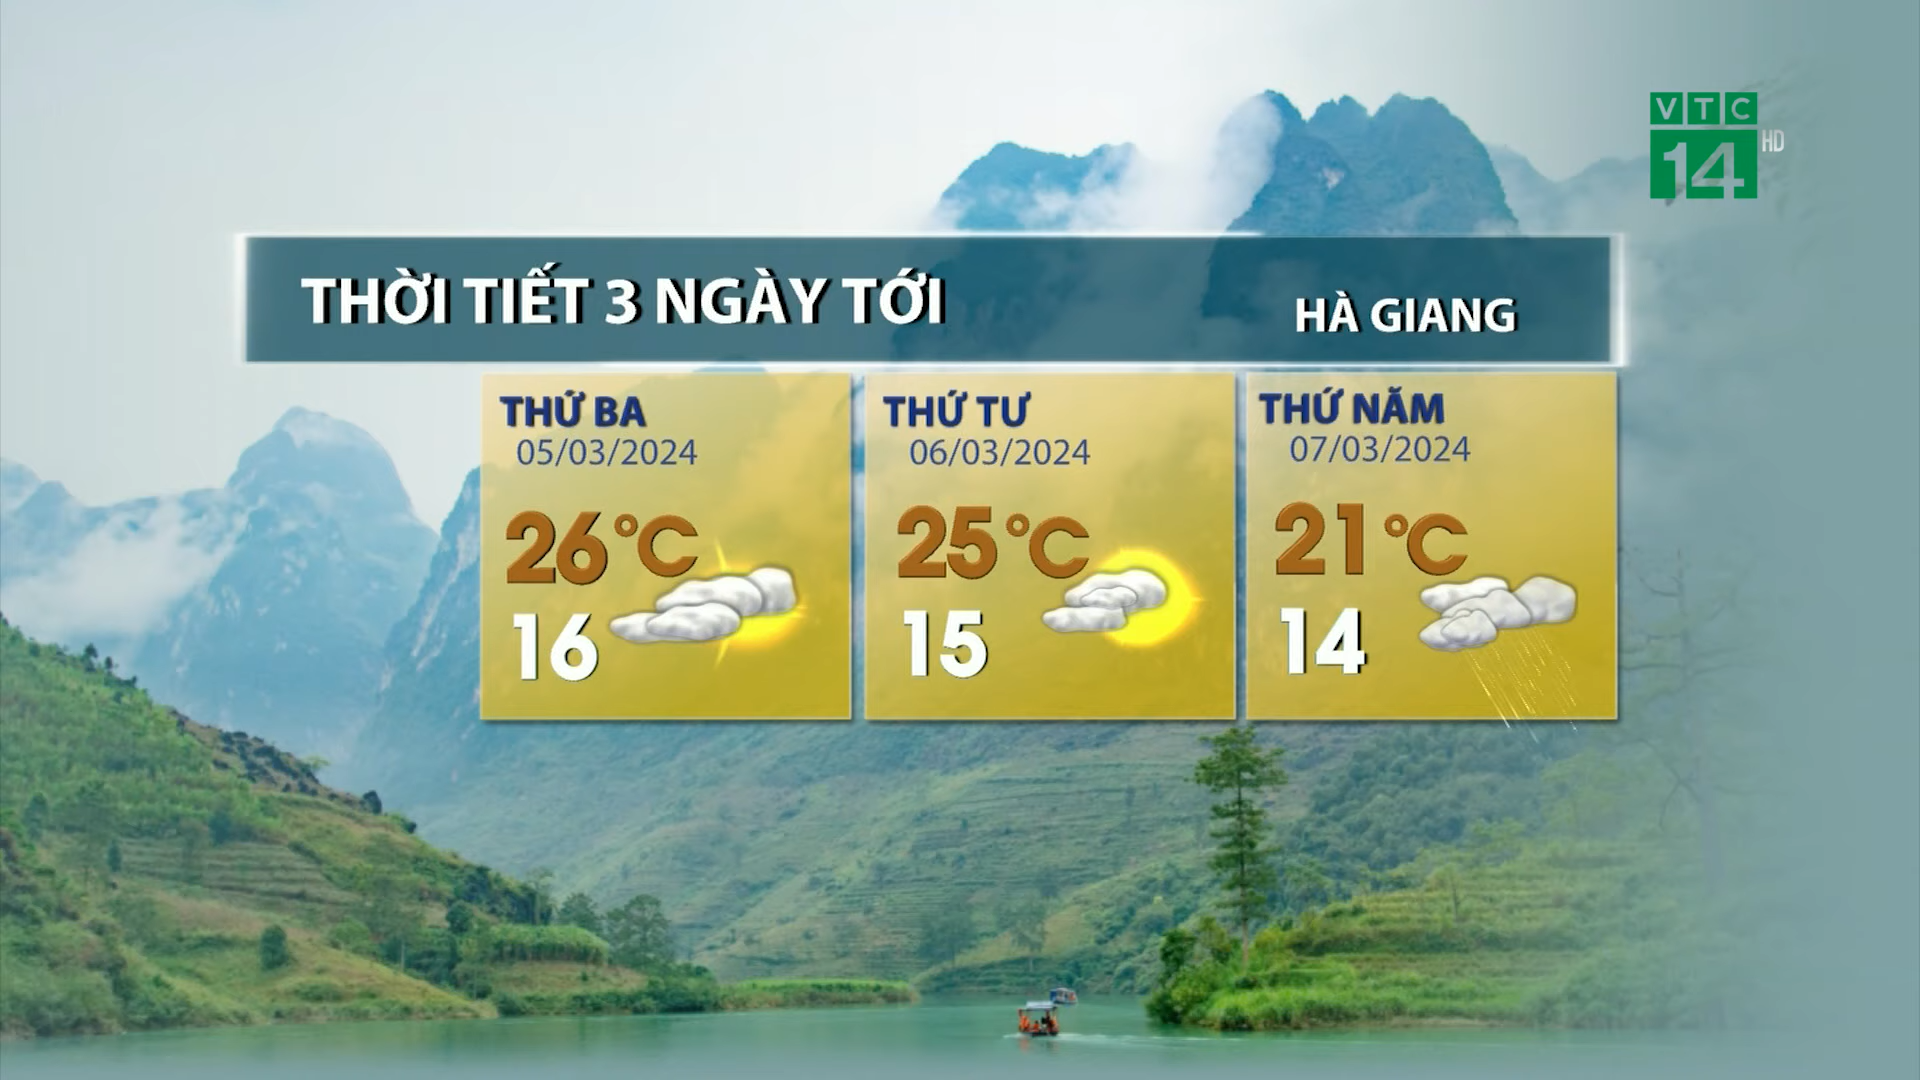 VTC
14 HD
THỜI TIẾT 3 NGÀY TỚI
HÀ GIANG
THỨ BA
05/03/2024
26°C
16
THỨ TƯ
06/03/2024
25°C
15
THỨ NĂM
07/03/2024
21°C
14